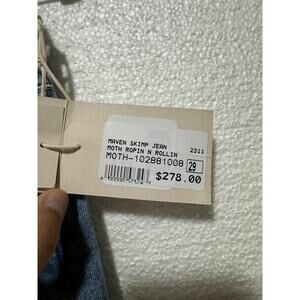 MAVEN SKIMP JEAN
MOTH ROPIN N ROLLIN 2311
MOTH-102881008 29
$278.00